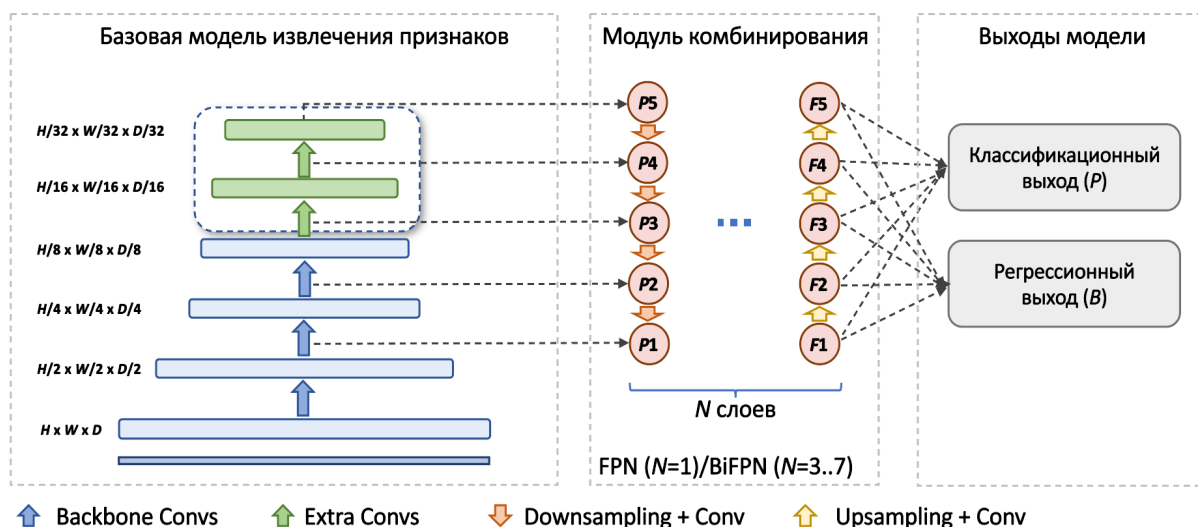 Базовая модель извлечения признаков
H/32 x W/32 x D/32
H/16 x W/16 x D/16
H/8 x W/8 x D/8
H/4 x W/4 x D/4
H/2 x W/2 x D/2
H x W x D
Модуль комбинирования
P5
P4
P3
P2
P1
...
F5
F4
F3
F2
F1
N слоев
FPN (N=1)/BiFPN (N=3..7)
Выходы модели
Классификационный
выход (P)
Регрессионный
выход (B)
Backbone Convs
Extra Convs
Downsampling + Conv
Upsampling + Conv